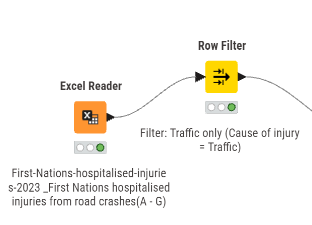 Row Filter
Excel Reader
Filter: Traffic only (Cause of injury
= Traffic)
First-Nations-hospitalised-injurie
s-2023 _First Nations hospitalised
injuries from road crashes(A - G)